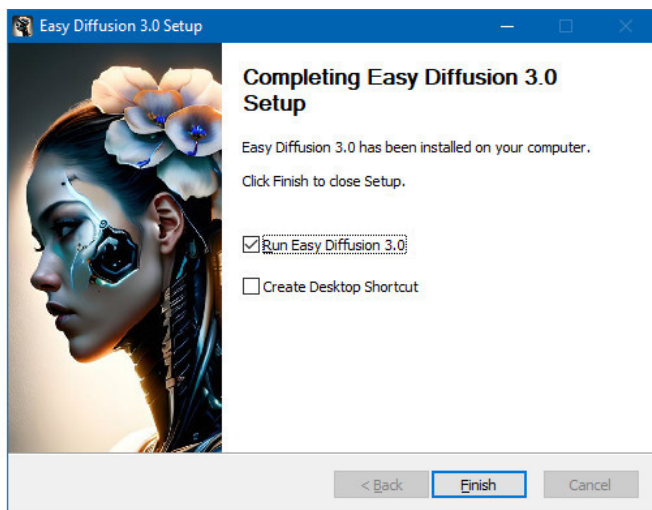 Easy Diffusion 3.0 Setup
Completing Easy Diffusion 3.0
Setup
Easy Diffusion 3.0 has been installed on your computer.
Click Finish to close Setup.
Run Easy Diffusion 3.0
Create Desktop Shortcut
< Back Finish Cancel